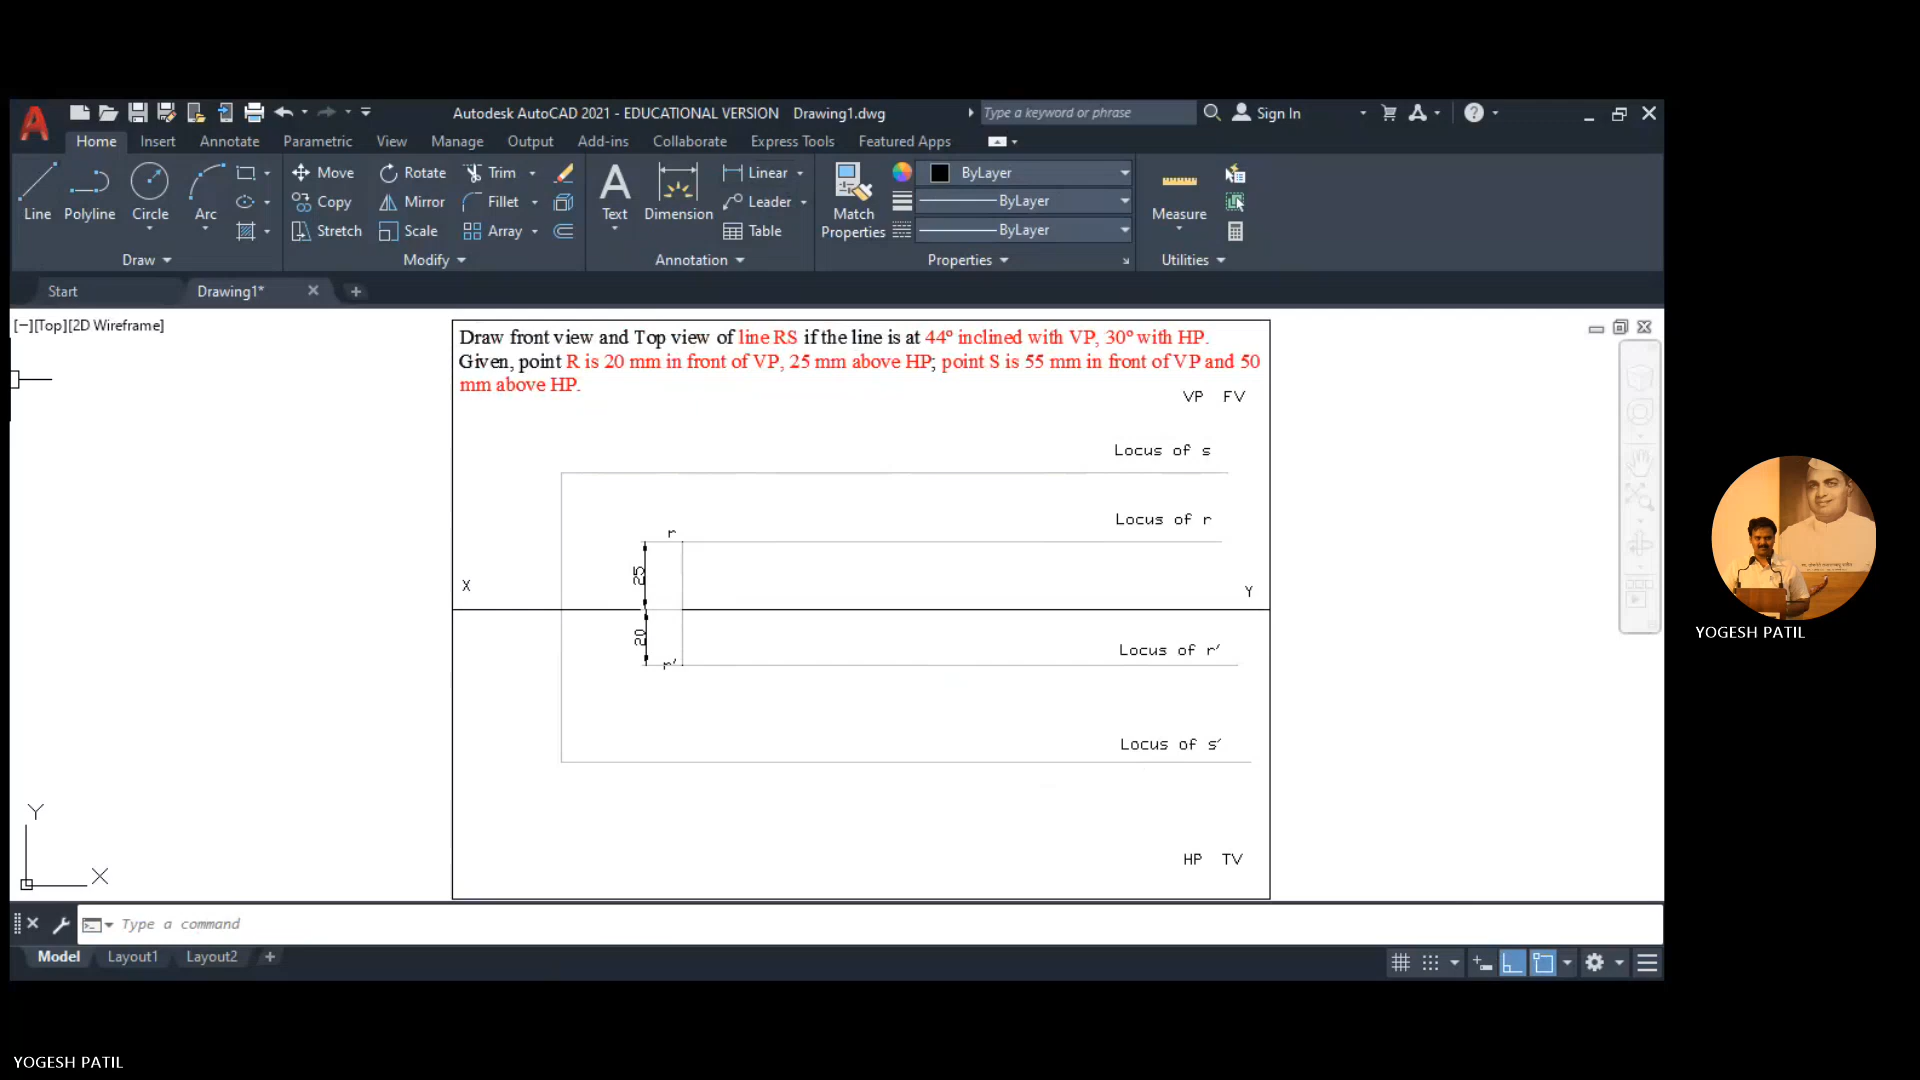 Autodesk AutoCAD 2021 - EDUCATIONAL VERSION Drawing1.dwg
Type a keyword or phrase
Sign In
Home Insert Annotate Parametric View Manage Output Add-ins Collaborate Express Tools Featured Apps
Line Polyline Circle Arc
Move Rotate Trim
Copy Mirror Fillet
Stretch Scale Array
Text Dimension
Linear
Leader
Table
Match Properties
ByLayer
ByLayer
ByLayer
Measure
Draw Modify Annotation Properties Utilities
Start Drawing1*
[−][Top][2D Wireframe]
Draw front view and Top view of line RS if the line is at 44º inclined with VP, 30º with HP.
Given, point R is 20 mm in front of VP, 25 mm above HP; point S is 55 mm in front of VP and 50
mm above HP.
VP FV
Locus of s
Locus of r
r
25
X
Y
20
r'
Locus of r'
Locus of s'
HP TV
Y
X
Type a command
Model Layout1 Layout2
YOGESH PATIL
YOGESH PATIL